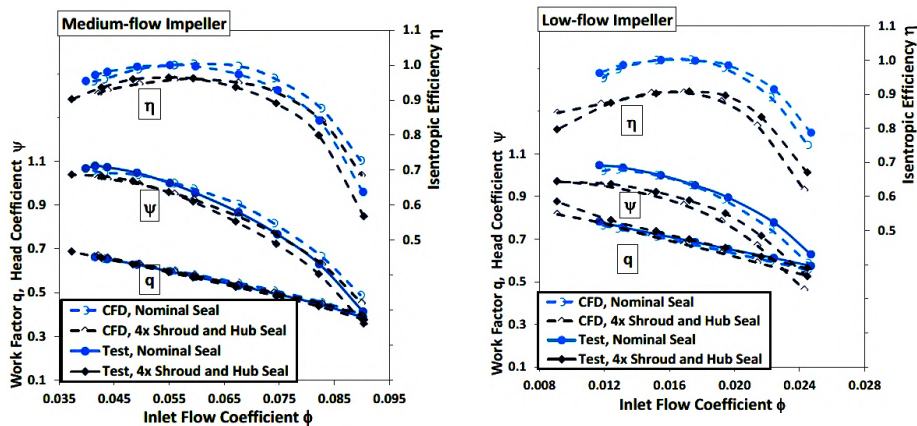 Medium-flow Impeller
Work Factor q, Head Coefficinct ψ
1.1
0.9
0.7
0.5
0.3
0.1
η
ψ
q
CFD, Nominal Seal
CFD, 4x Shroud and Hub Seal
Test, Nominal Seal
Test, 4x Shroud and Hub Seal
1.1
1.0
0.9
0.8
0.7
0.6
0.5
Isentropic Efficiency η
0.035
0.045
0.055
0.065
0.075
0.085
0.095
Inlet Flow Coefficient ϕ
Low-flow Impeller
Work Factor q, Head Coefficient ψ
1.1
0.9
0.7
0.5
0.3
0.1
η
ψ
q
CFD, Nominal Seal
CFD, 4x Shroud and Hub Seal
Test, Nominal Seal
Test, 4x Shroud and Hub Seal
1.1
1.0
0.9
0.8
0.7
0.6
0.5
Isentropic Efficiency η
0.008
0.012
0.016
0.020
0.024
0.028
Inlet Flow Coefficient ϕ